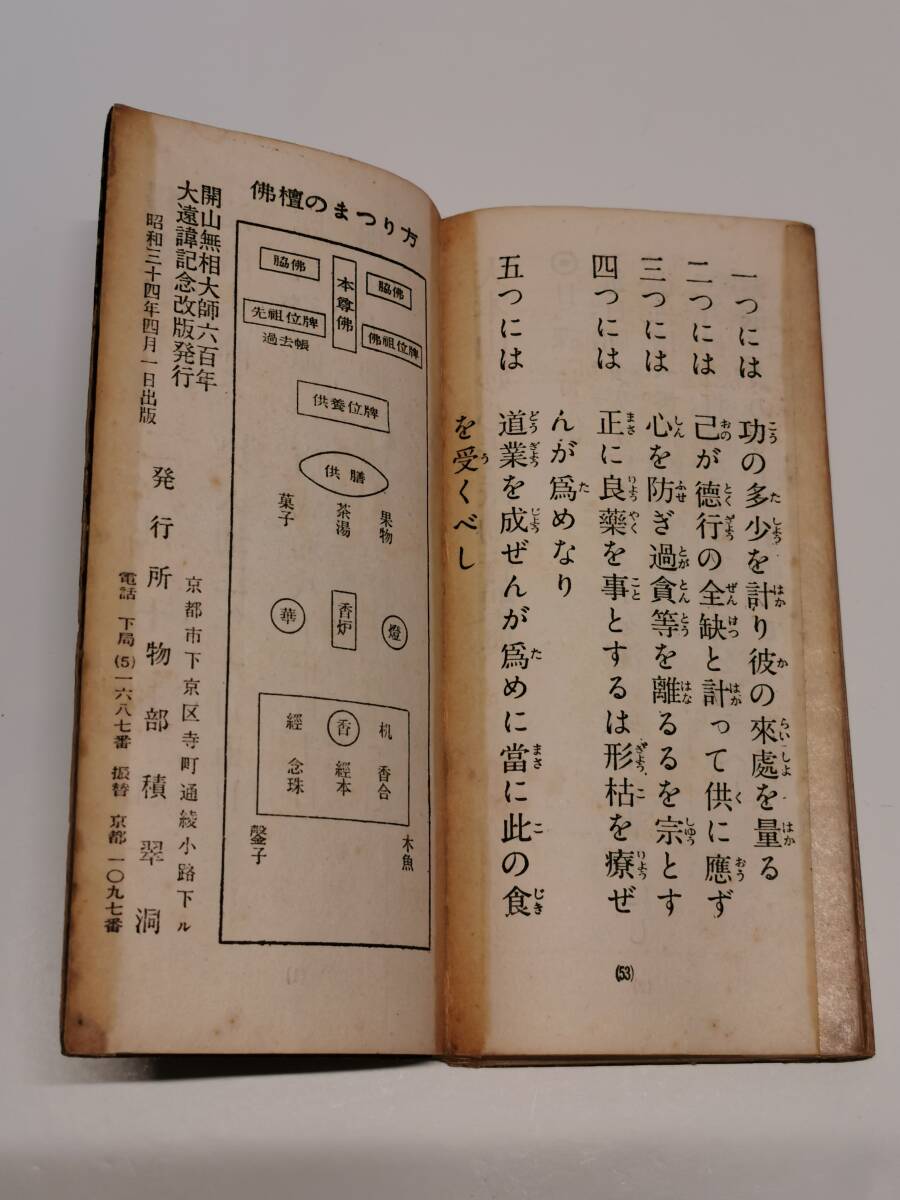 一つには 功の多少を計り彼の來處を量る
二つには 己が德行の全缺と計って供に應ず
三つには 心を防ぎ過貪等を離るるを宗とす
四つには 正に良藥を事とするは形枯を療ぜ
んが爲めなり
五つには 道業を成ぜんが爲めに當に此の食
を受くべし
(53)
佛檀のまつり方
脇佛
本尊佛
脇佛
佛祖位牌
先祖位牌
過去帳
供養位牌
供膳
果物
茶湯
菓子
燈
香炉
華
机
香合
香
經本
經
念珠
木魚
磬子
開山無相大師六百年
大遠諱記念改版発行
昭和三十四年四月一日出版
京都市下京区寺町通綾小路下ル
発行所 物部積翠洞
電話 下局(5)一六八七番 振替 京都一〇九七番